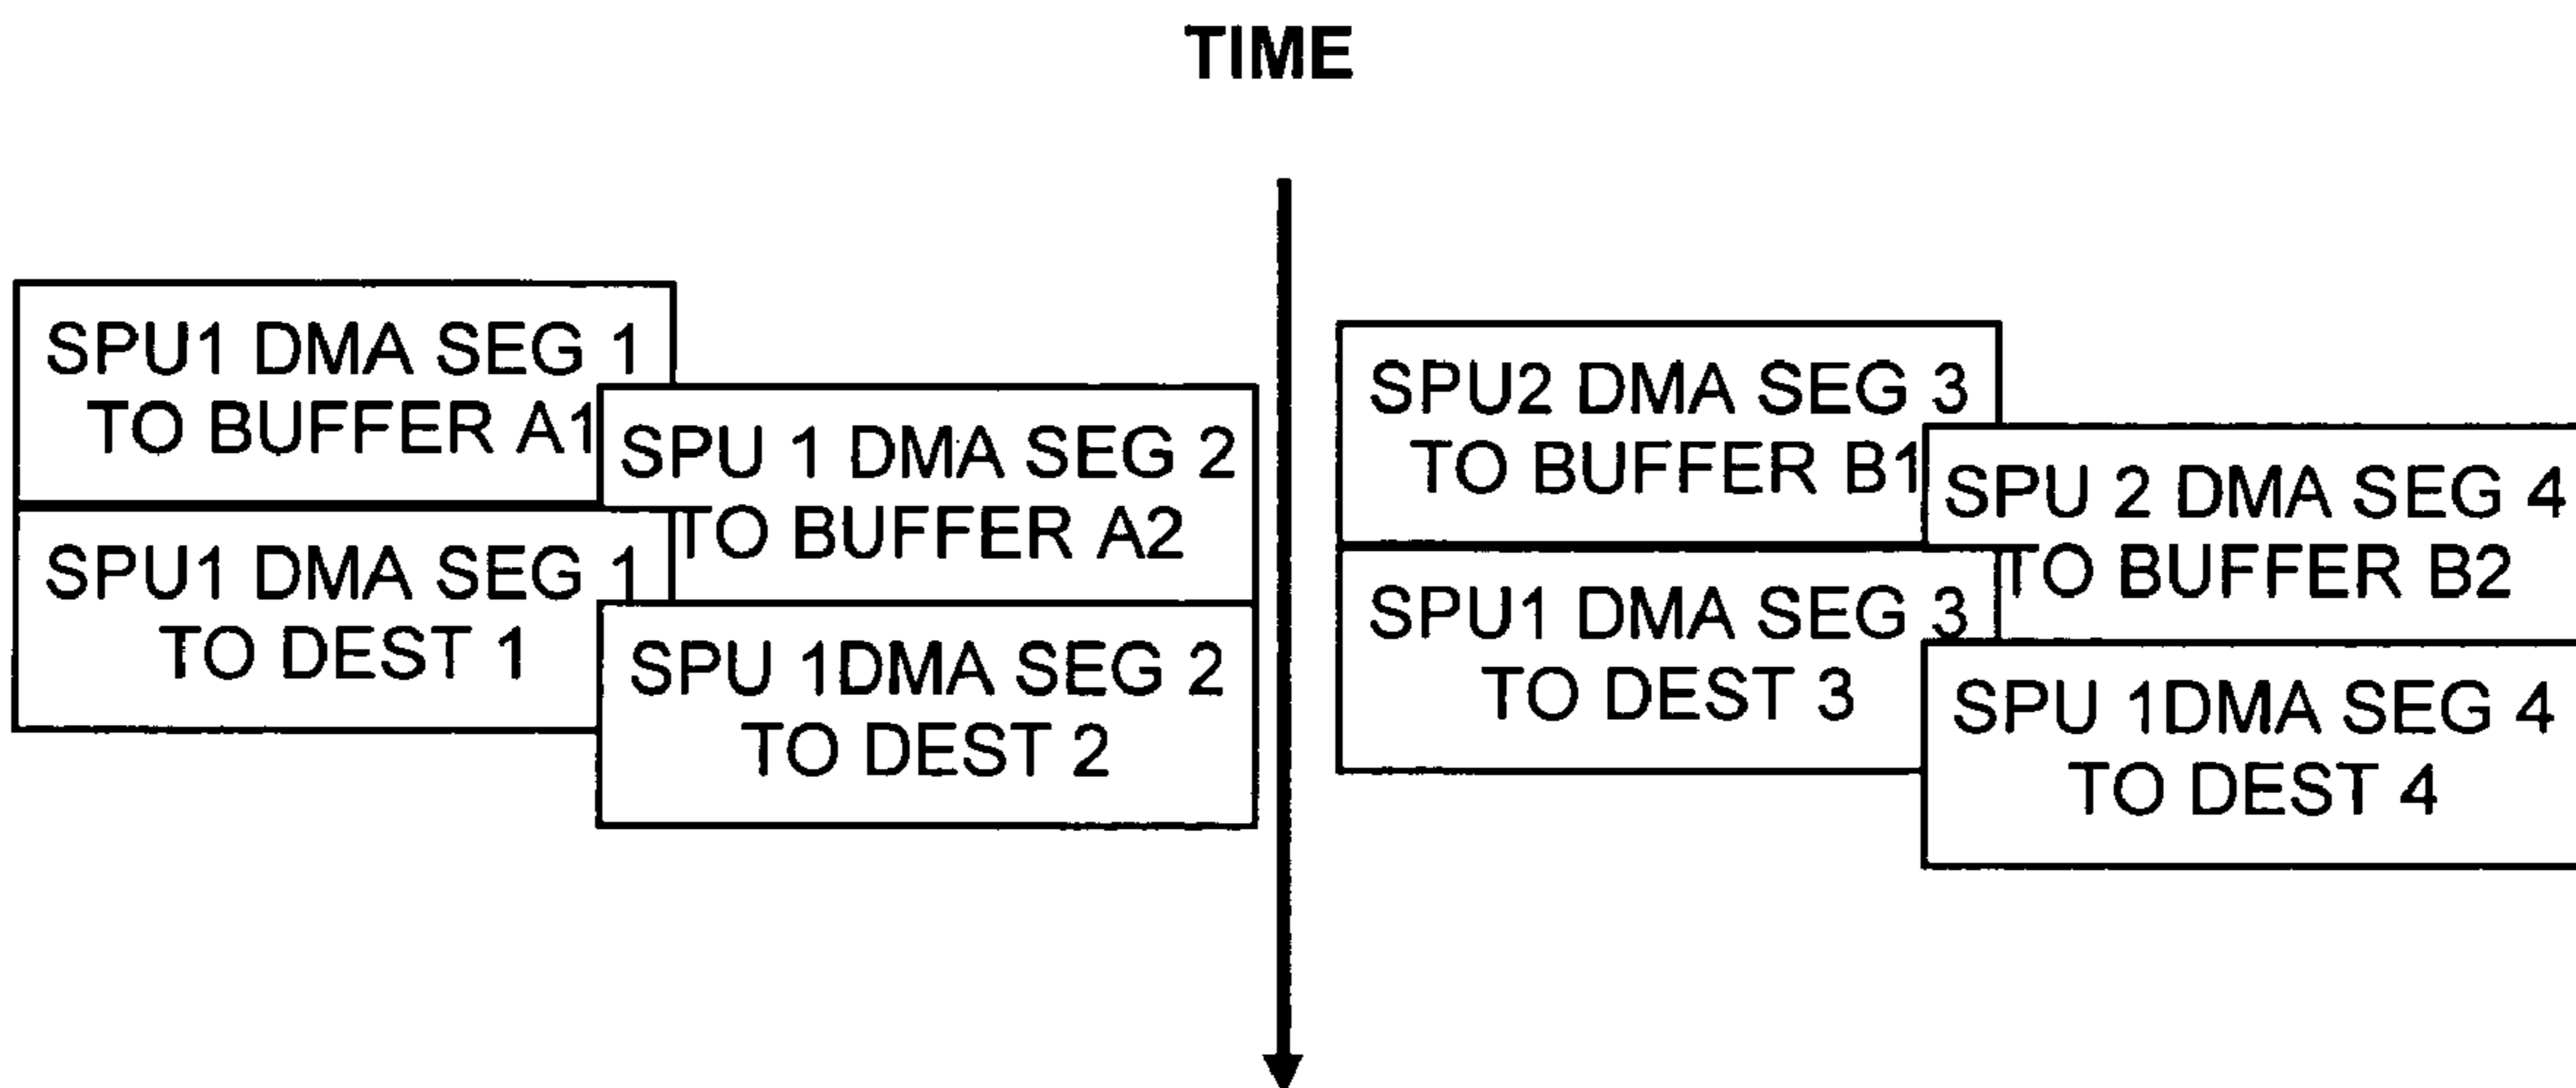 TIME
SPU1 DMA SEG 1
TO BUFFER A1
SPU 1 DMA SEG 2
TO BUFFER A2
SPU1 DMA SEG 1
TO DEST 1
SPU 1DMA SEG 2
TO DEST 2
SPU2 DMA SEG 3
TO BUFFER B1
SPU 2 DMA SEG 4
TO BUFFER B2
SPU1 DMA SEG 3
TO DEST 3
SPU 1DMA SEG 4
TO DEST 4